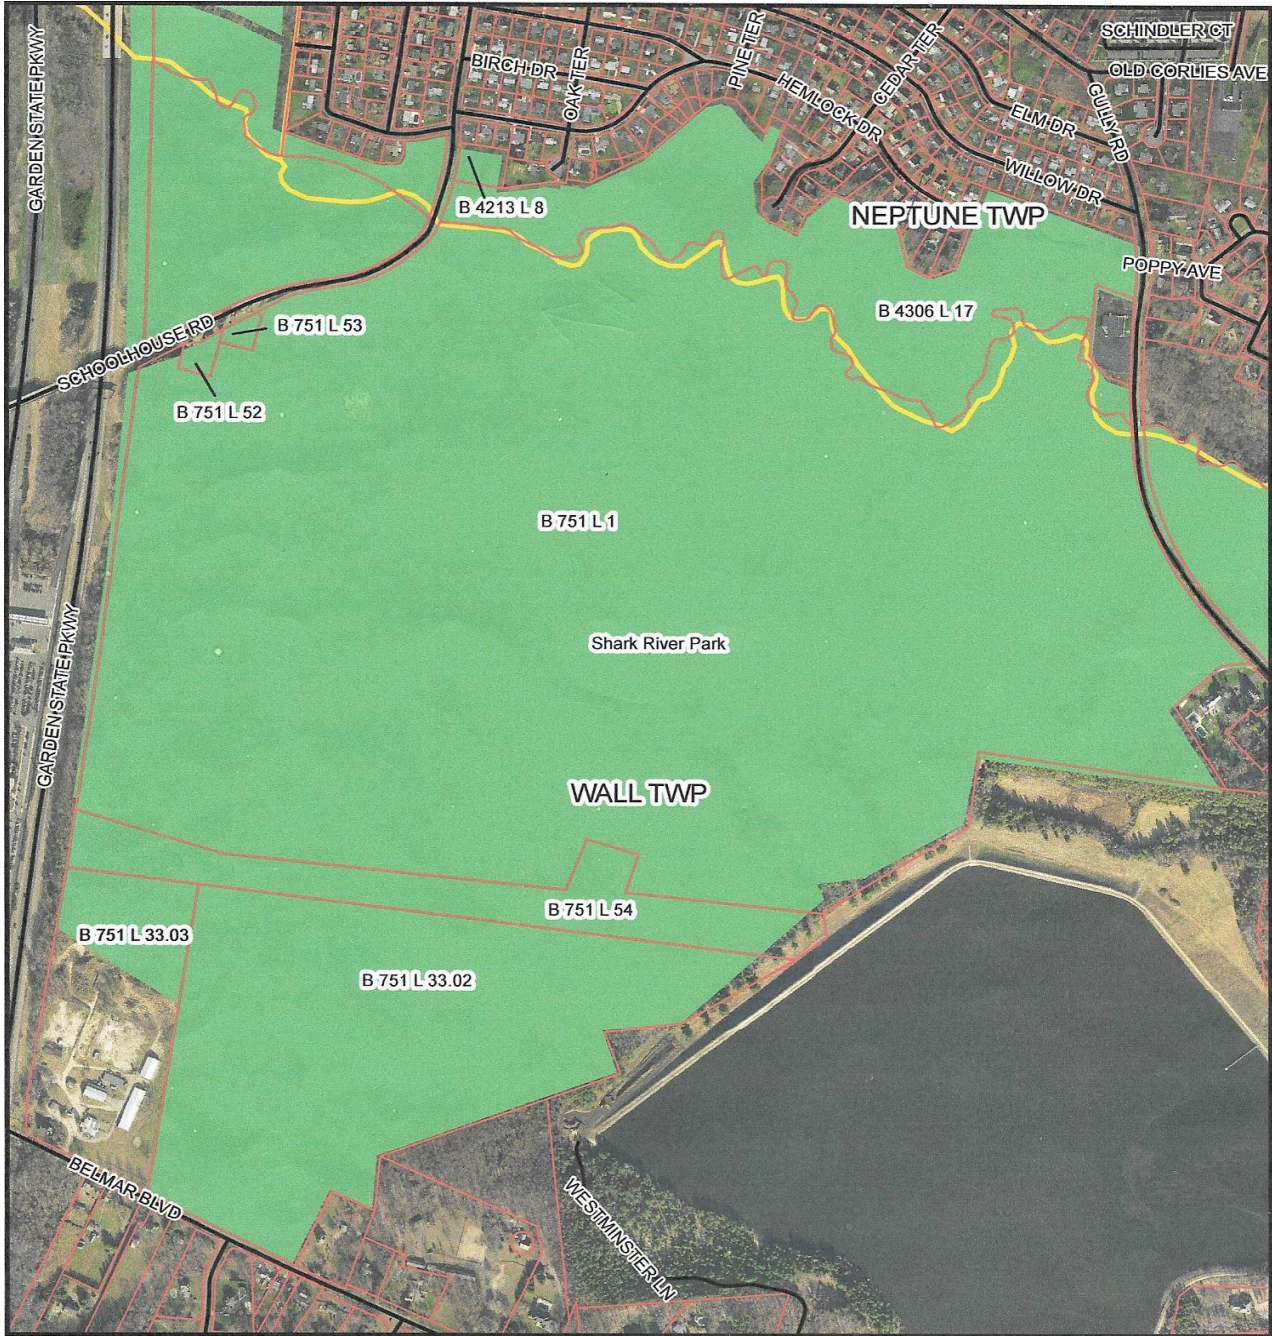 SCHINDLER CT
OLD CORLIES AVE
GARDEN STATE PKWY
BIRCH DR
OAK TER
PINE TER
HEMLOCK DR
CEDAR TER
ELM DR
GULLY RD
WILLOW DR
B 4213 L 8
NEPTUNE TWP
POPPY AVE
B 4306 L 17
SCHOOLHOUSE RD
B 751 L 53
B 751 L 52
B 751 L 1
Shark River Park
GARDEN STATE PKWY
WALL TWP
B 751 L 54
B 751 L 33.03
B 751 L 33.02
BELMAR BLVD
WESTMINSTER LN